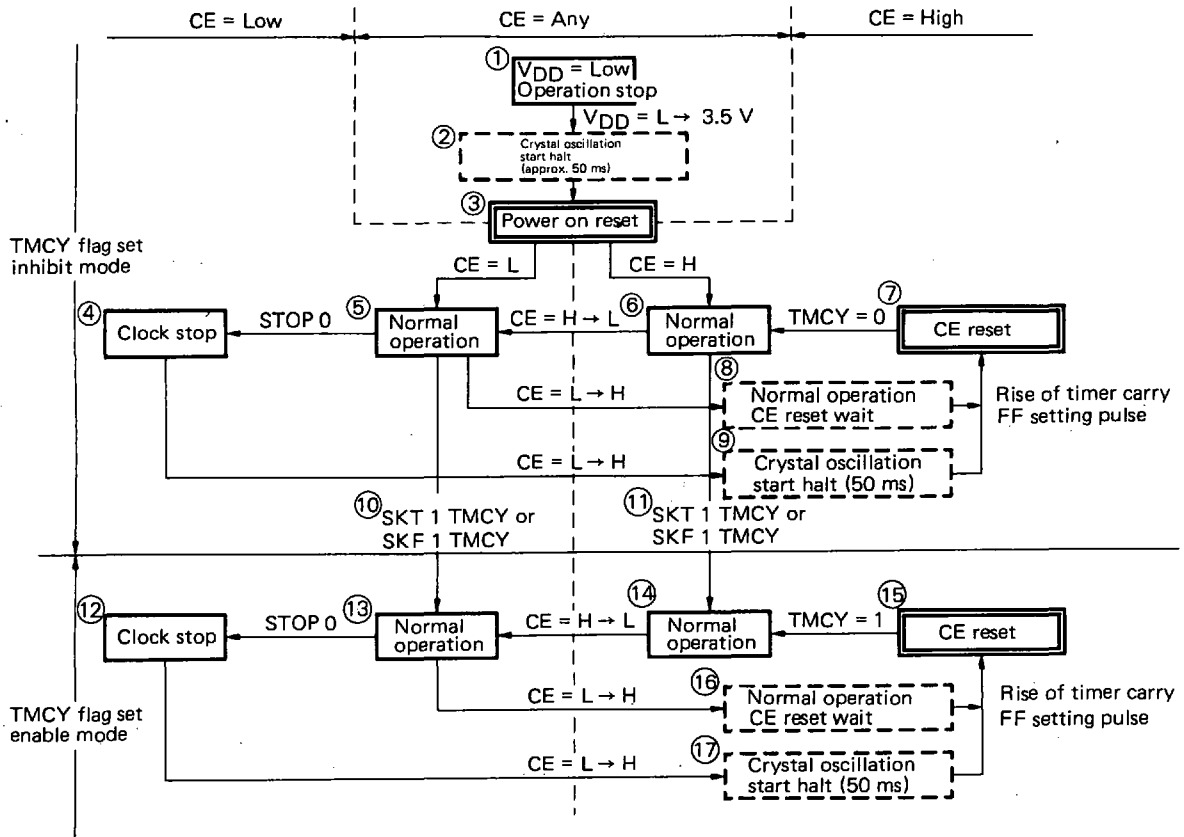 CE = Low
CE = Any
CE = High
①
VDD = Low
Operation stop
VDD = L → 3.5 V
②
Crystal oscillation
start halt
(approx. 50 ms)
③
Power on reset
TMCY flag set
inhibit mode
CE = L
CE = H
④
Clock stop
STOP 0
⑤
Normal
operation
CE = H → L
⑥
Normal
operation
TMCY = 0
⑦
CE reset
CE = L → H
⑧
Normal operation
CE reset wait
Rise of timer carry
FF setting pulse
CE = L → H
⑨
Crystal oscillation
start halt (50 ms)
⑩
SKT 1 TMCY or
SKF 1 TMCY
⑪
SKT 1 TMCY or
SKF 1 TMCY
⑫
Clock stop
STOP 0
⑬
Normal
operation
CE = H → L
⑭
Normal
operation
TMCY = 1
⑮
CE reset
TMCY flag set
enable mode
CE = L → H
⑯
Normal operation
CE reset wait
Rise of timer carry
FF setting pulse
CE = L → H
⑰
Crystal oscillation
start halt (50 ms)